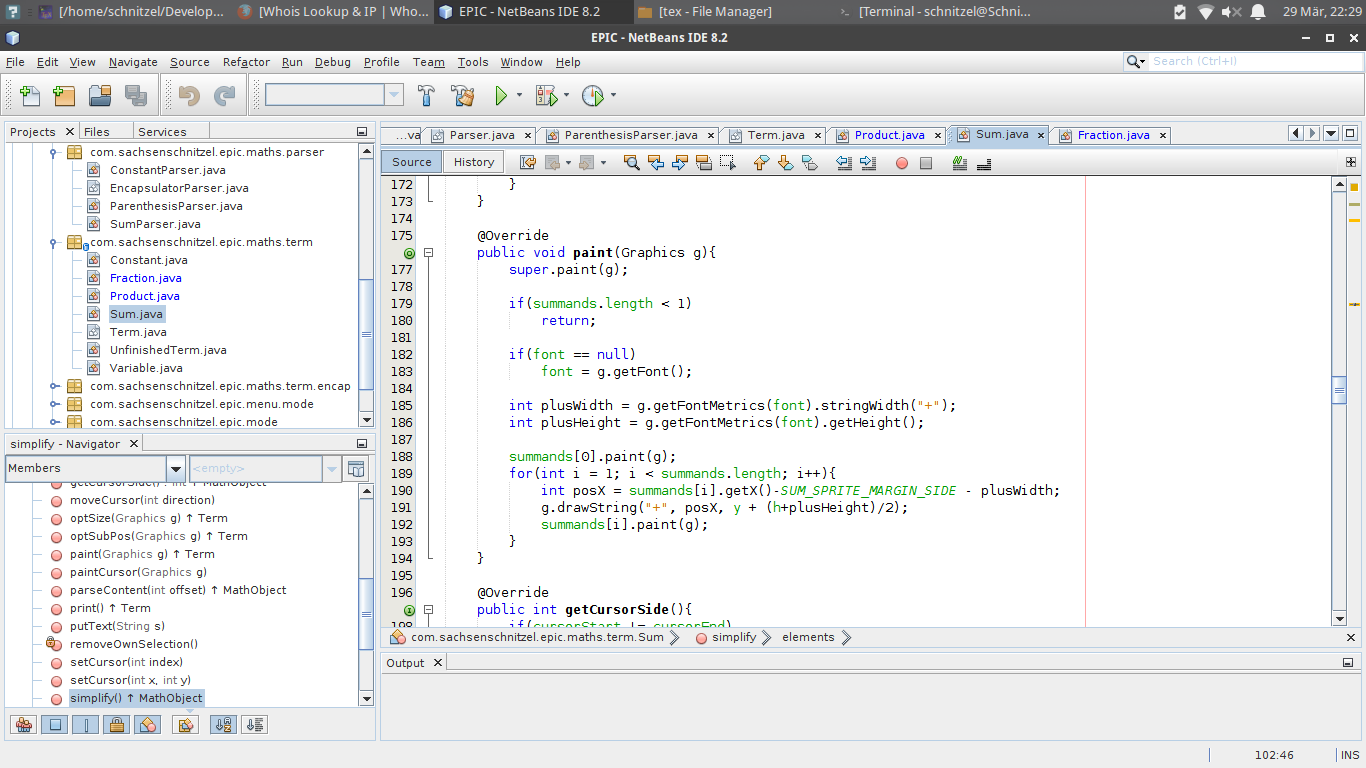 [/home/schnitzel/Develop... [Whois Lookup & IP | Who... EPIC - NetBeans IDE 8.2 [tex - File Manager] [Terminal - schnitzel@Schni... 29 Mär, 22:29
EPIC - NetBeans IDE 8.2
File Edit View Navigate Source Refactor Run Debug Profile Team Tools Window Help Search (Ctrl+I)
Projects Files Services
com.sachsenschnitzel.epic.maths.parser
ConstantParser.java
EncapsulatorParser.java
ParenthesisParser.java
SumParser.java
com.sachsenschnitzel.epic.maths.term
Constant.java
Fraction.java
Product.java
Sum.java
Term.java
UnfinishedTerm.java
Variable.java
com.sachsenschnitzel.epic.maths.term.encap
com.sachsenschnitzel.epic.menu.mode
com.sachsenschnitzel.epic.mode
simplify - Navigator
Members <empty>
getCursorSide() : int ↑ MathObject
moveCursor(int direction)
optSize(Graphics g) ↑ Term
optSubPos(Graphics g) ↑ Term
paint(Graphics g) ↑ Term
paintCursor(Graphics g)
parseContent(int offset) ↑ MathObject
print() ↑ Term
putText(String s)
removeOwnSelection()
setCursor(int index)
setCursor(int x, int y)
simplify() ↑ MathObject
...va Parser.java ParenthesisParser.java Term.java Product.java Sum.java Fraction.java
Source History
172 }
173 }
174
175 @Override
public void paint(Graphics g){
177 super.paint(g);
178
179 if(summands.length < 1)
180 return;
181
182 if(font == null)
183 font = g.getFont();
184
185 int plusWidth = g.getFontMetrics(font).stringWidth("+");
186 int plusHeight = g.getFontMetrics(font).getHeight();
187
188 summands[0].paint(g);
189 for(int i = 1; i < summands.length; i++){
190 int posX = summands[i].getX()-SUM_SPRITE_MARGIN_SIDE - plusWidth;
191 g.drawString("+", posX, y + (h+plusHeight)/2);
192 summands[i].paint(g);
193 }
194 }
195
196 @Override
public int getCursorSide(){
198 if(cursorStart != cursorEnd)
com.sachsenschnitzel.epic.maths.term.Sum simplify elements
Output
102:46 INS